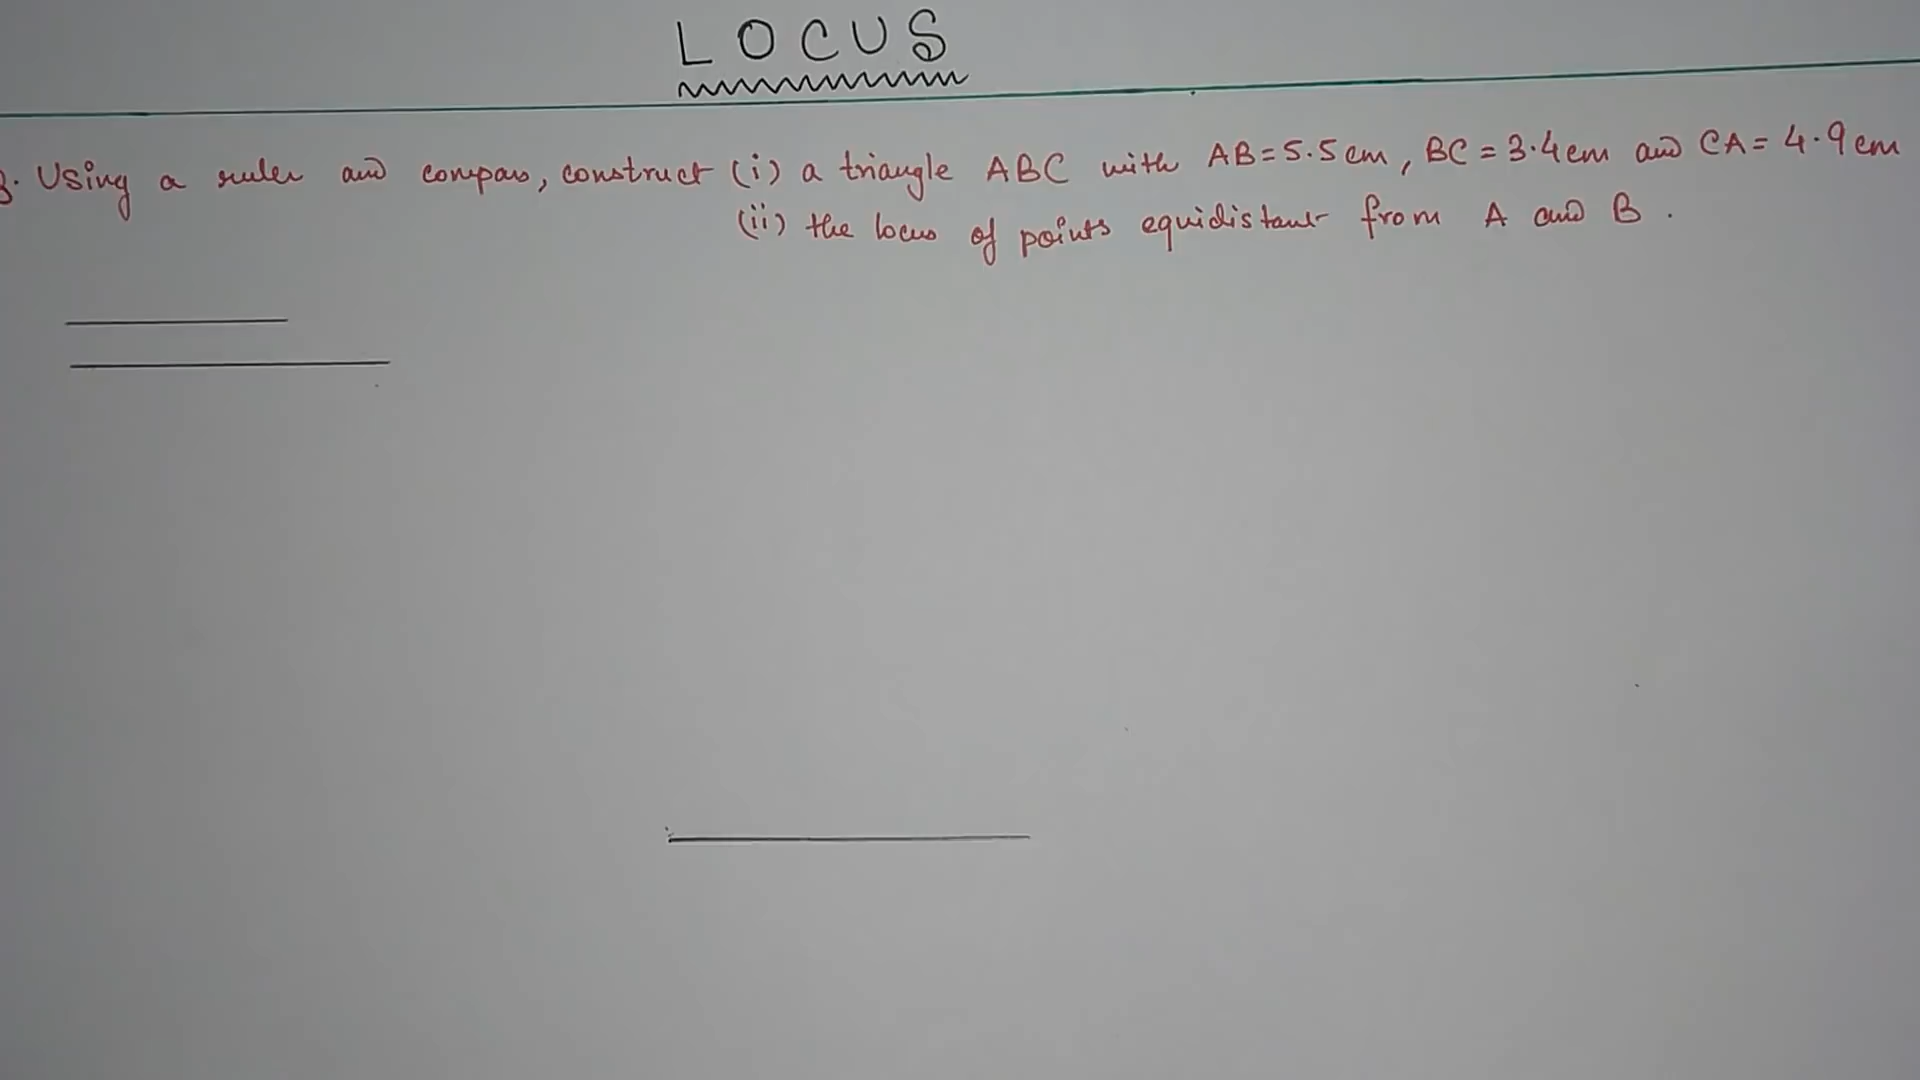 LOCUS
3. Using a ruler and compass, construct (i) a triangle ABC with AB = 5.5 cm, BC = 3.4 cm and CA = 4.9 cm
(ii) the locus of points equidistant from A and B.